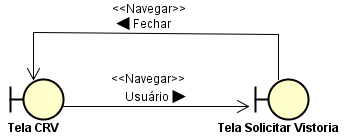 <<Navegar>>
Fechar
<<Navegar>>
Usuário
Tela CRV
Tela Solicitar Vistoria